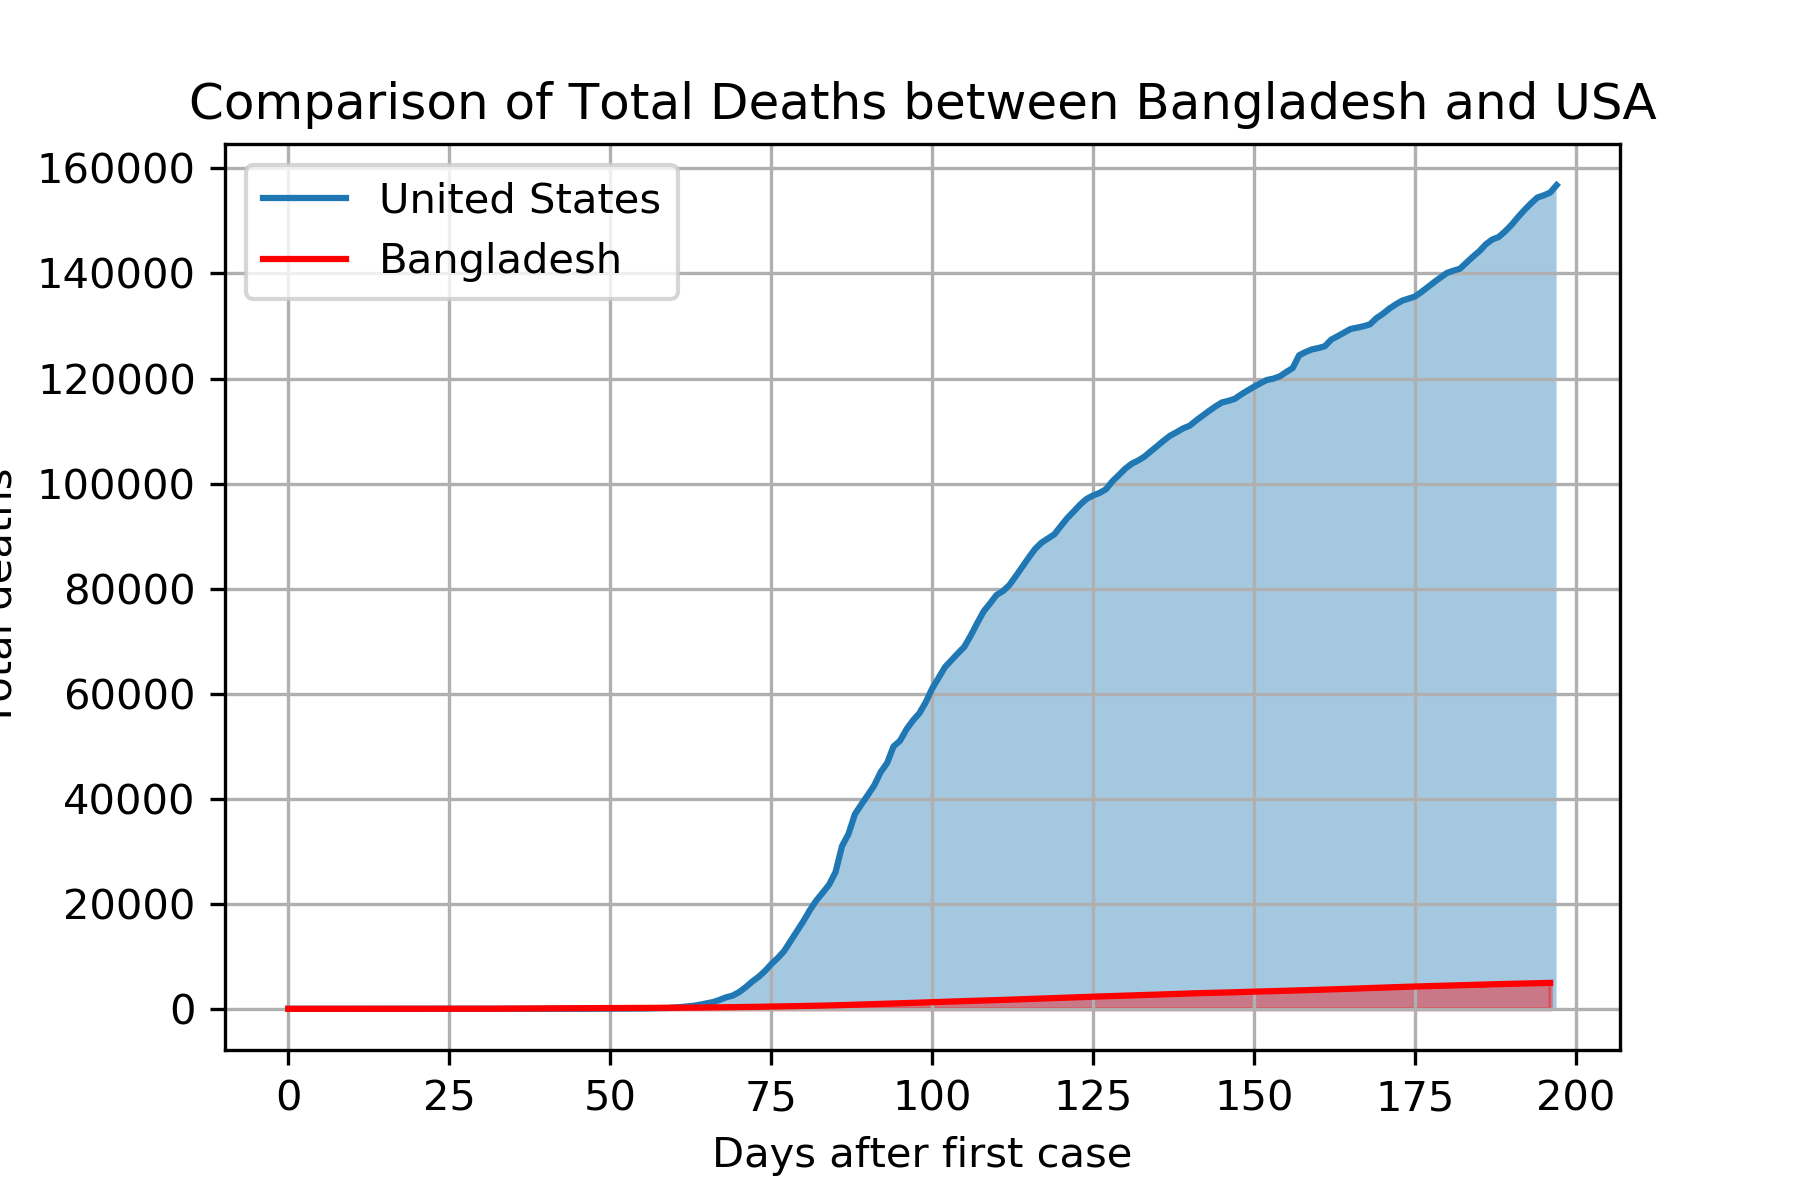 Comparison of Total Deaths between Bangladesh and USA
United States
Bangladesh
160000
140000
120000
100000
80000
60000
40000
20000
0
0 25 50 75 100 125 150 175 200
Days after first case